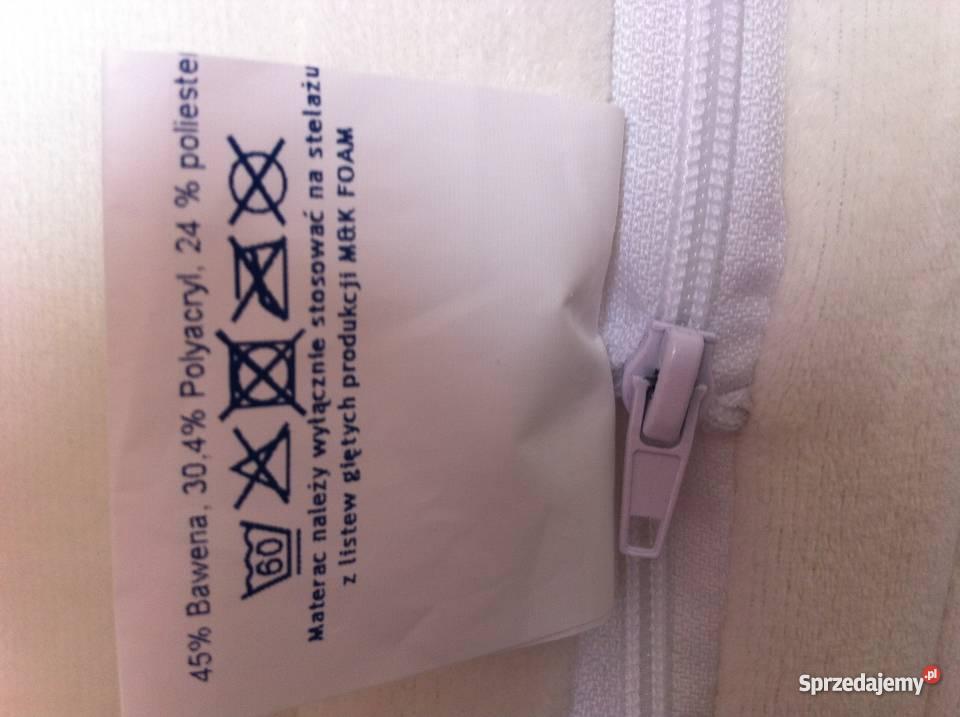 45% Bawena, 30,4% Polyacryl, 24 % poliester
60
Materac należy wyłącznie stosować na stelażu
z listew giętych produkcji M&K FOAM
Sprzedajemy.pl